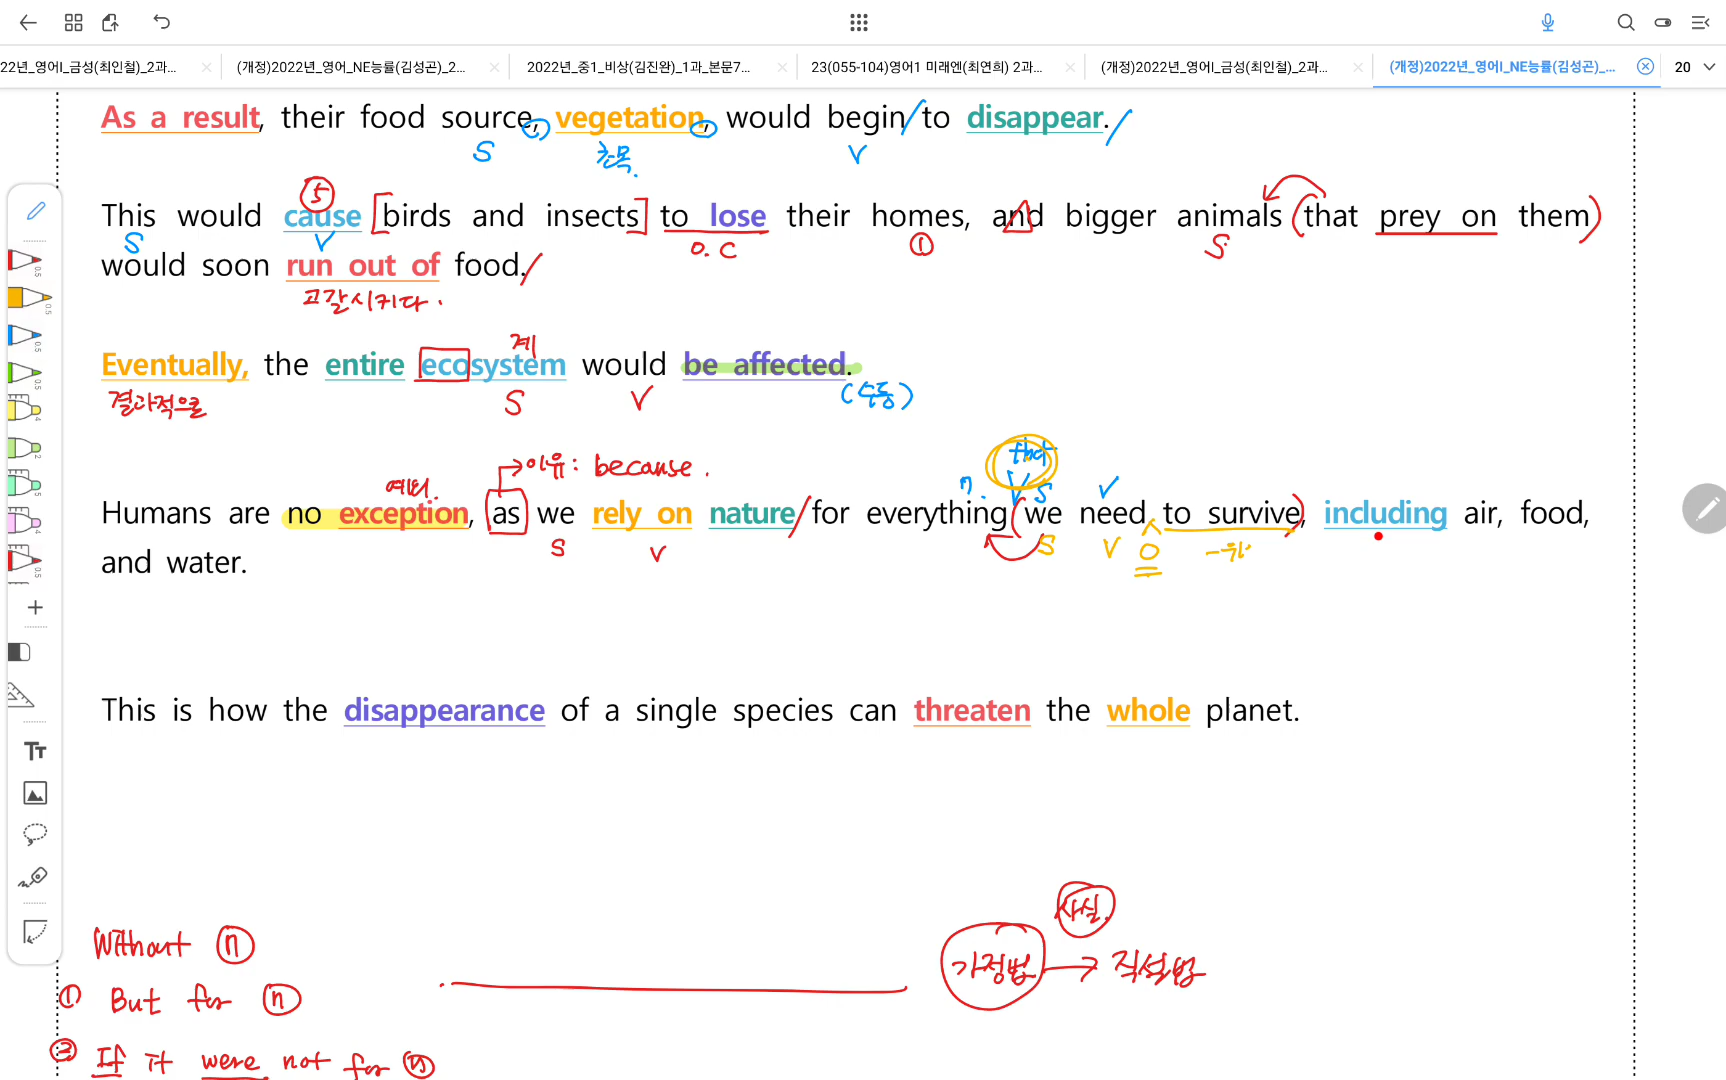 22년_영어I_금성(최인철)_2과... (개정)2022년_영어_NE능률(김성곤)_2... 2022년_중1_비상(김진완)_1과_본문7... 23(055-104)영어1 미래엔(최연희) 2과... (개정)2022년_영어I_금성(최인철)_2과... (개정)2022년_영어I_NE능률(김성곤)_... 20
As a result, their food source, vegetation, would begin to disappear.
S 초목. V
5
This would cause birds and insects to lose their homes, and bigger animals that prey on them
S V O.C ① S
would soon run out of food.
고갈시키다.
계
Eventually, the entire ecosystem would be affected.
결과적으로 S V (수동)
이유: because. that
예외. n. S V
Humans are no exception, as we rely on nature for everything we need to survive, including air, food,
S V S V O
and water.
This is how the disappearance of a single species can threaten the whole planet.
사실.
Without n
가정법 → 직설법
① But for n
② If it were not for n
TT